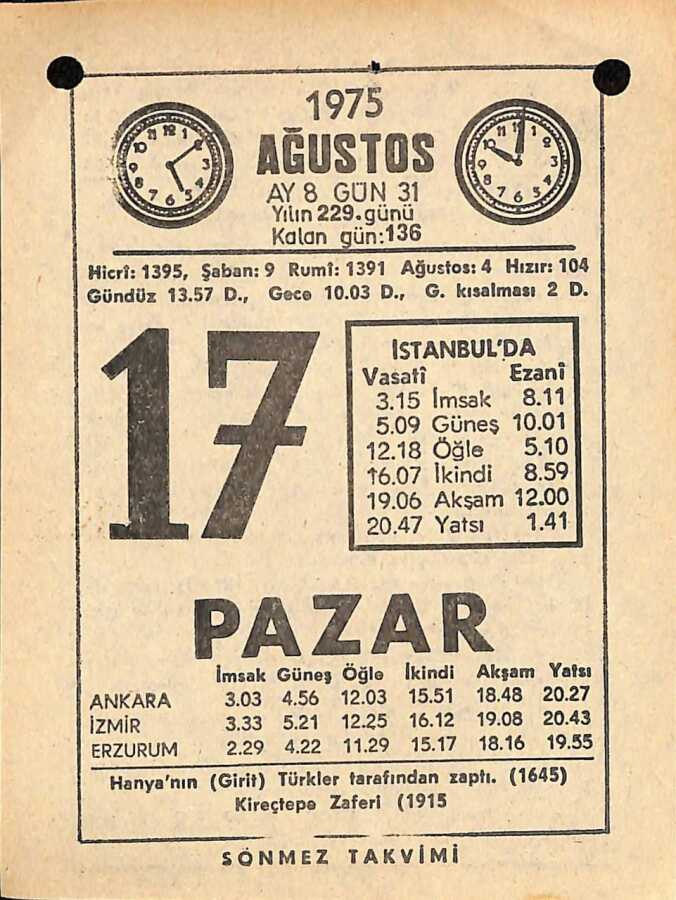 1975
AĞUSTOS
AY 8 GÜN 31
Yılın 229.günü
Kalan gün:136
Hicrî: 1395, Şaban: 9 Rumî: 1391 Ağustos: 4 Hızır: 104
Gündüz 13.57 D., Gece 10.03 D., G. kısalması 2 D.
17
İSTANBUL'DA
Vasatî Ezanî
3.15 İmsak 8.11
5.09 Güneş 10.01
12.18 Öğle 5.10
16.07 İkindi 8.59
19.06 Akşam 12.00
20.47 Yatsı 1.41
PAZAR
İmsak Güneş Öğle İkindi Akşam Yatsı
ANKARA 3.03 4.56 12.03 15.51 18.48 20.27
İZMİR 3.33 5.21 12.25 16.12 19.08 20.43
ERZURUM 2.29 4.22 11.29 15.17 18.16 19.55
Hanya'nın (Girit) Türkler tarafından zaptı. (1645)
Kireçtepe Zaferi (1915
SÖNMEZ TAKVİMİ